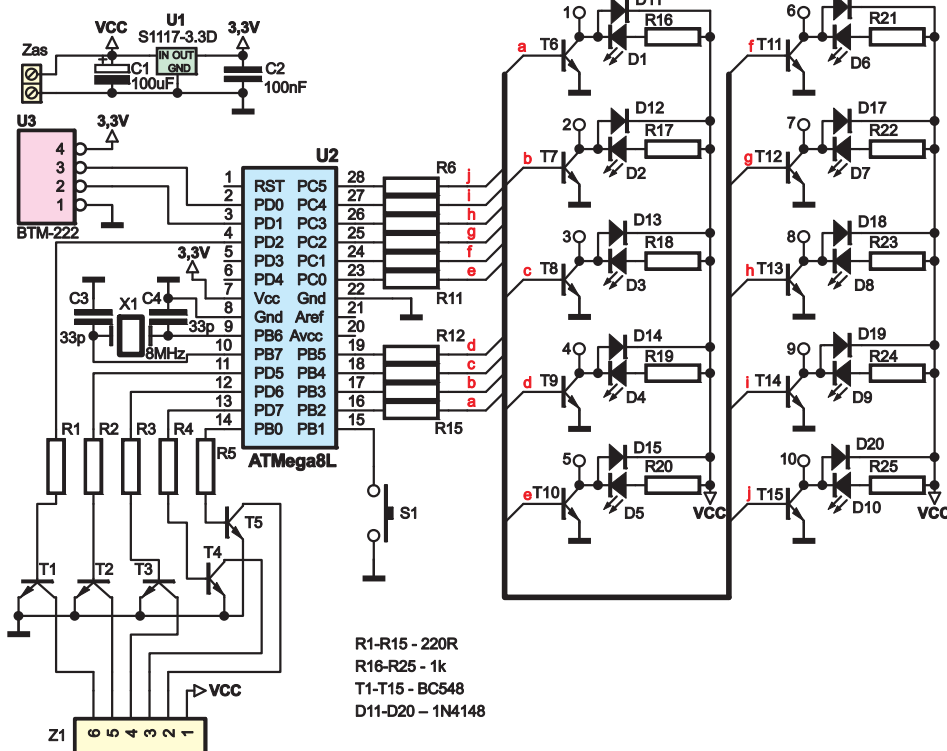 Zas
VCC
U1
S1117-3.3D
IN OUT
GND
3,3V
+
C1
100uF
C2
100nF
U3
3,3V
4
3
2
1
BTM-222
U2
1 RST PC5 28
2 PD0 PC4 27
3 PD1 PC3 26
4 PD2 PC2 25
5 PD3 PC1 24
6 PD4 PC0 23
7 Vcc Gnd 22
8 Gnd Aref 21
9 PB6 Avcc 20
10 PB7 PB5 19
11 PD5 PB4 18
12 PD6 PB3 17
13 PD7 PB2 16
14 PB0 PB1 15
ATMega8L
3,3V
C3
33p
X1
8MHz
C4
33p
R6
j
i
h
g
f
e
R11
R12
d
c
b
a
R15
R1
R2
R3
R4
R5
T1
T2
T3
T4
T5
S1
VCC
Z1
6
5
4
3
2
1
1
D11
R16
a
T6
D1
2
D12
R17
b
T7
D2
3
D13
R18
c
T8
D3
4
D14
R19
d
T9
D4
5
D15
R20
e
T10
D5
VCC
6
R21
f
T11
D6
7
D17
R22
g
T12
D7
8
D18
R23
h
T13
D8
9
D19
R24
i
T14
D9
10
D20
R25
j
T15
D10
VCC
R1-R15 - 220R
R16-R25 - 1k
T1-T15 - BC548
D11-D20 – 1N4148